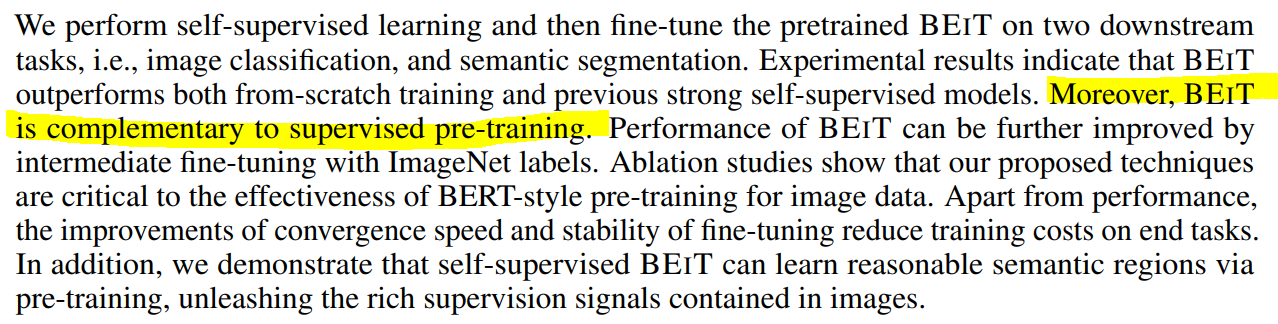 We perform self-supervised learning and then fine-tune the pretrained BEIT on two downstream
tasks, i.e., image classification, and semantic segmentation. Experimental results indicate that BEIT
outperforms both from-scratch training and previous strong self-supervised models. Moreover, BEIT
is complementary to supervised pre-training. Performance of BEIT can be further improved by
intermediate fine-tuning with ImageNet labels. Ablation studies show that our proposed techniques
are critical to the effectiveness of BERT-style pre-training for image data. Apart from performance,
the improvements of convergence speed and stability of fine-tuning reduce training costs on end tasks.
In addition, we demonstrate that self-supervised BEIT can learn reasonable semantic regions via
pre-training, unleashing the rich supervision signals contained in images.